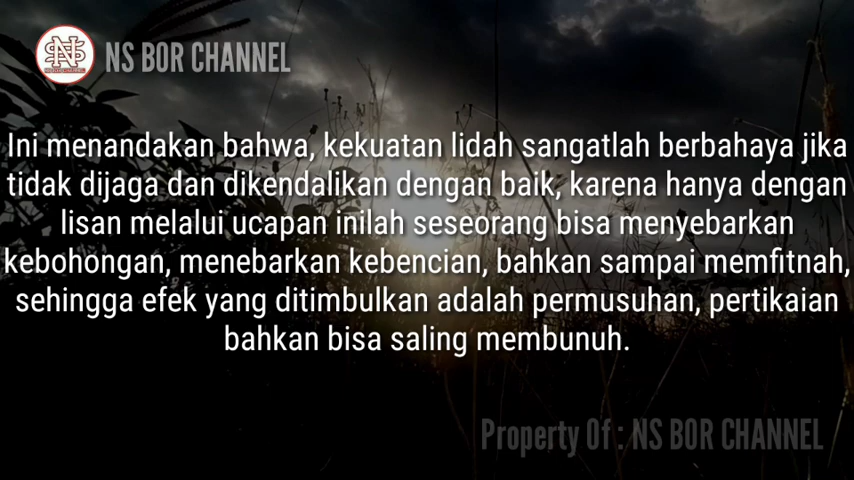 NS BOR CHANNEL
Ini menandakan bahwa, kekuatan lidah sangatlah berbahaya jika
tidak dijaga dan dikendalikan dengan baik, karena hanya dengan
lisan melalui ucapan inilah seseorang bisa menyebarkan
kebohongan, menebarkan kebencian, bahkan sampai memfitnah,
sehingga efek yang ditimbulkan adalah permusuhan, pertikaian
bahkan bisa saling membunuh.
Property Of : NS BOR CHANNEL